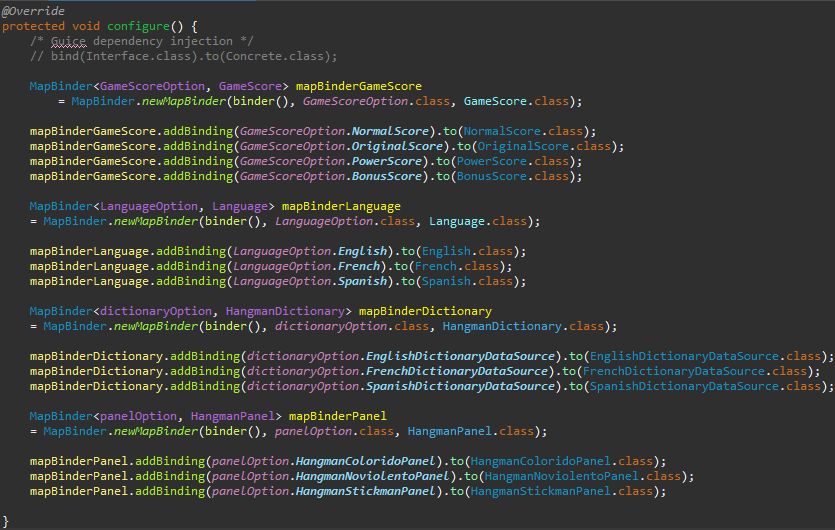 @Override
protected void configure() {
/* Guice dependency injection */
// bind(Interface.class).to(Concrete.class);
MapBinder<GameScoreOption, GameScore> mapBinderGameScore
= MapBinder.newMapBinder(binder(), GameScoreOption.class, GameScore.class);
mapBinderGameScore.addBinding(GameScoreOption.NormalScore).to(NormalScore.class);
mapBinderGameScore.addBinding(GameScoreOption.OriginalScore).to(OriginalScore.class);
mapBinderGameScore.addBinding(GameScoreOption.PowerScore).to(PowerScore.class);
mapBinderGameScore.addBinding(GameScoreOption.BonusScore).to(BonusScore.class);
MapBinder<LanguageOption, Language> mapBinderLanguage
= MapBinder.newMapBinder(binder(), LanguageOption.class, Language.class);
mapBinderLanguage.addBinding(LanguageOption.English).to(English.class);
mapBinderLanguage.addBinding(LanguageOption.French).to(French.class);
mapBinderLanguage.addBinding(LanguageOption.Spanish).to(Spanish.class);
MapBinder<dictionaryOption, HangmanDictionary> mapBinderDictionary
= MapBinder.newMapBinder(binder(), dictionaryOption.class, HangmanDictionary.class);
mapBinderDictionary.addBinding(dictionaryOption.EnglishDictionaryDataSource).to(EnglishDictionaryDataSource.class);
mapBinderDictionary.addBinding(dictionaryOption.FrenchDictionaryDataSource).to(FrenchDictionaryDataSource.class);
mapBinderDictionary.addBinding(dictionaryOption.SpanishDictionaryDataSource).to(SpanishDictionaryDataSource.class);
MapBinder<panelOption, HangmanPanel> mapBinderPanel
= MapBinder.newMapBinder(binder(), panelOption.class, HangmanPanel.class);
mapBinderPanel.addBinding(panelOption.HangmanColoridoPanel).to(HangmanColoridoPanel.class);
mapBinderPanel.addBinding(panelOption.HangmanNoviolentoPanel).to(HangmanNoviolentoPanel.class);
mapBinderPanel.addBinding(panelOption.HangmanStickmanPanel).to(HangmanStickmanPanel.class);
}